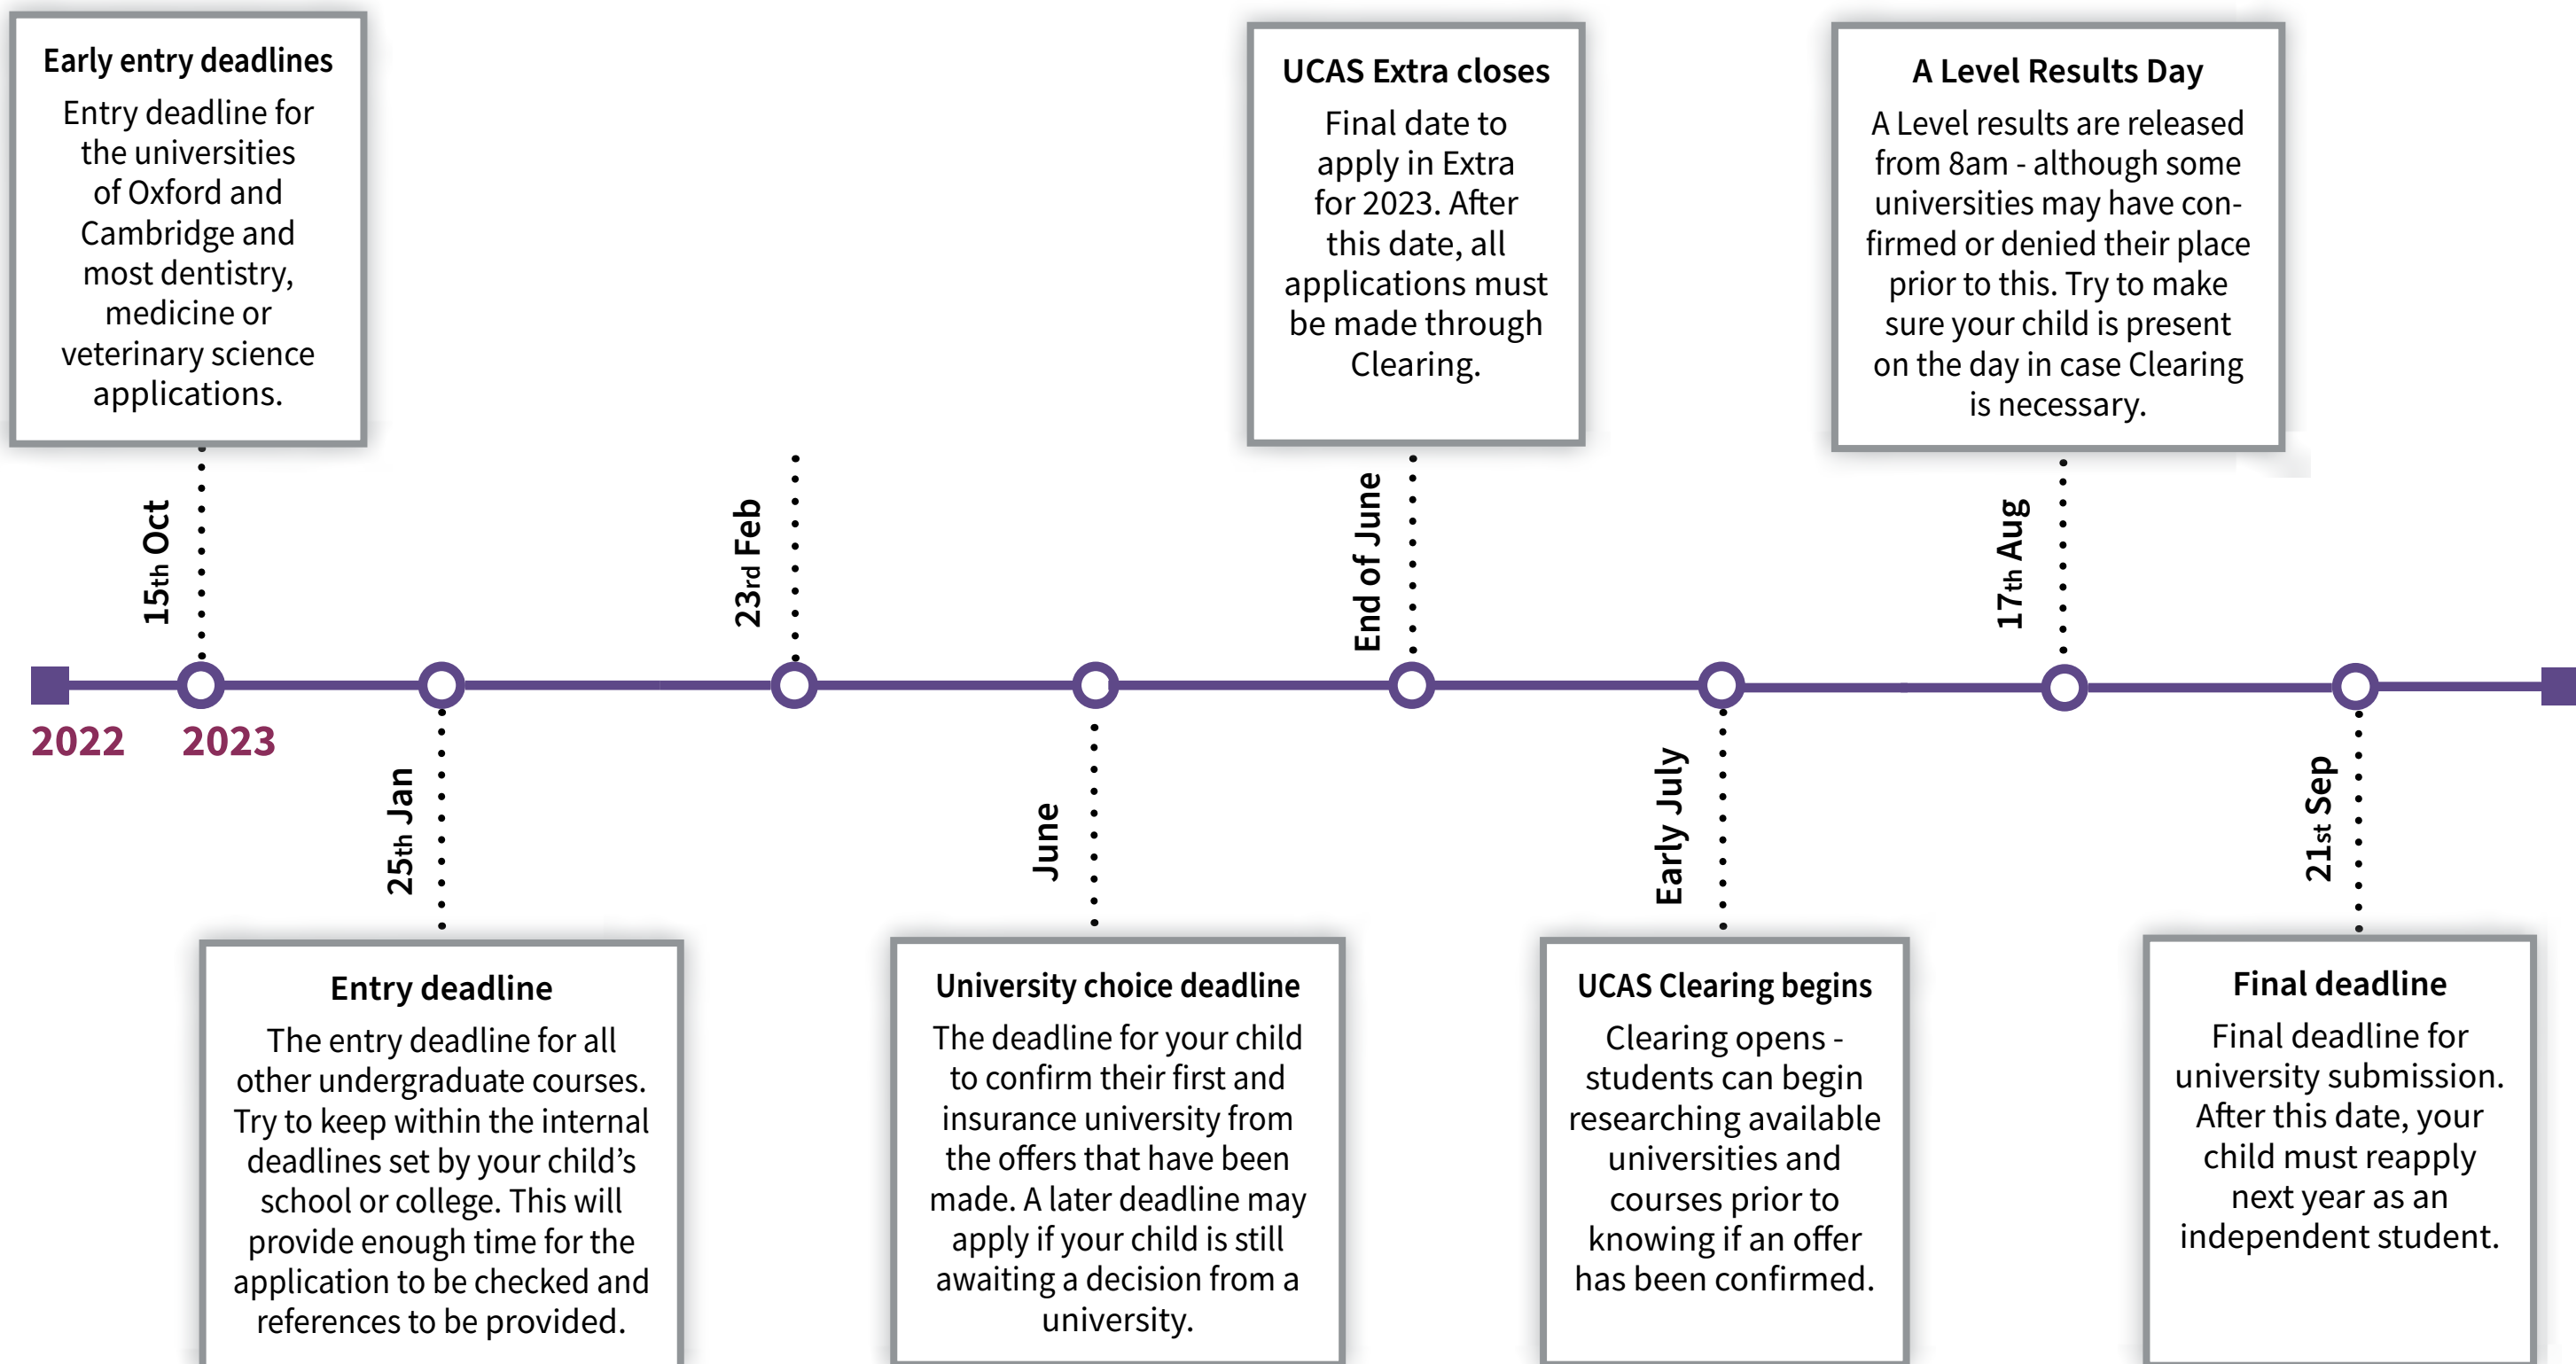 Early entry deadlines
Entry deadline for
the universities
of Oxford and
Cambridge and
most dentistry,
medicine or
veterinary science
applications.
UCAS Extra closes
Final date to
apply in Extra
for 2023. After
this date, all
applications must
be made through
Clearing.
A Level Results Day
A Level results are released
from 8am - although some
universities may have con-
firmed or denied their place
prior to this. Try to make
sure your child is present
on the day in case Clearing
is necessary.
15th Oct
23rd Feb
End of June
17th Aug
2022
2023
25th Jan
June
Early July
21st Sep
Entry deadline
The entry deadline for all
other undergraduate courses.
Try to keep within the internal
deadlines set by your child’s
school or college. This will
provide enough time for the
application to be checked and
references to be provided.
University choice deadline
The deadline for your child
to confirm their first and
insurance university from
the offers that have been
made. A later deadline may
apply if your child is still
awaiting a decision from a
university.
UCAS Clearing begins
Clearing opens -
students can begin
researching available
universities and
courses prior to
knowing if an offer
has been confirmed.
Final deadline
Final deadline for
university submission.
After this date, your
child must reapply
next year as an
independent student.